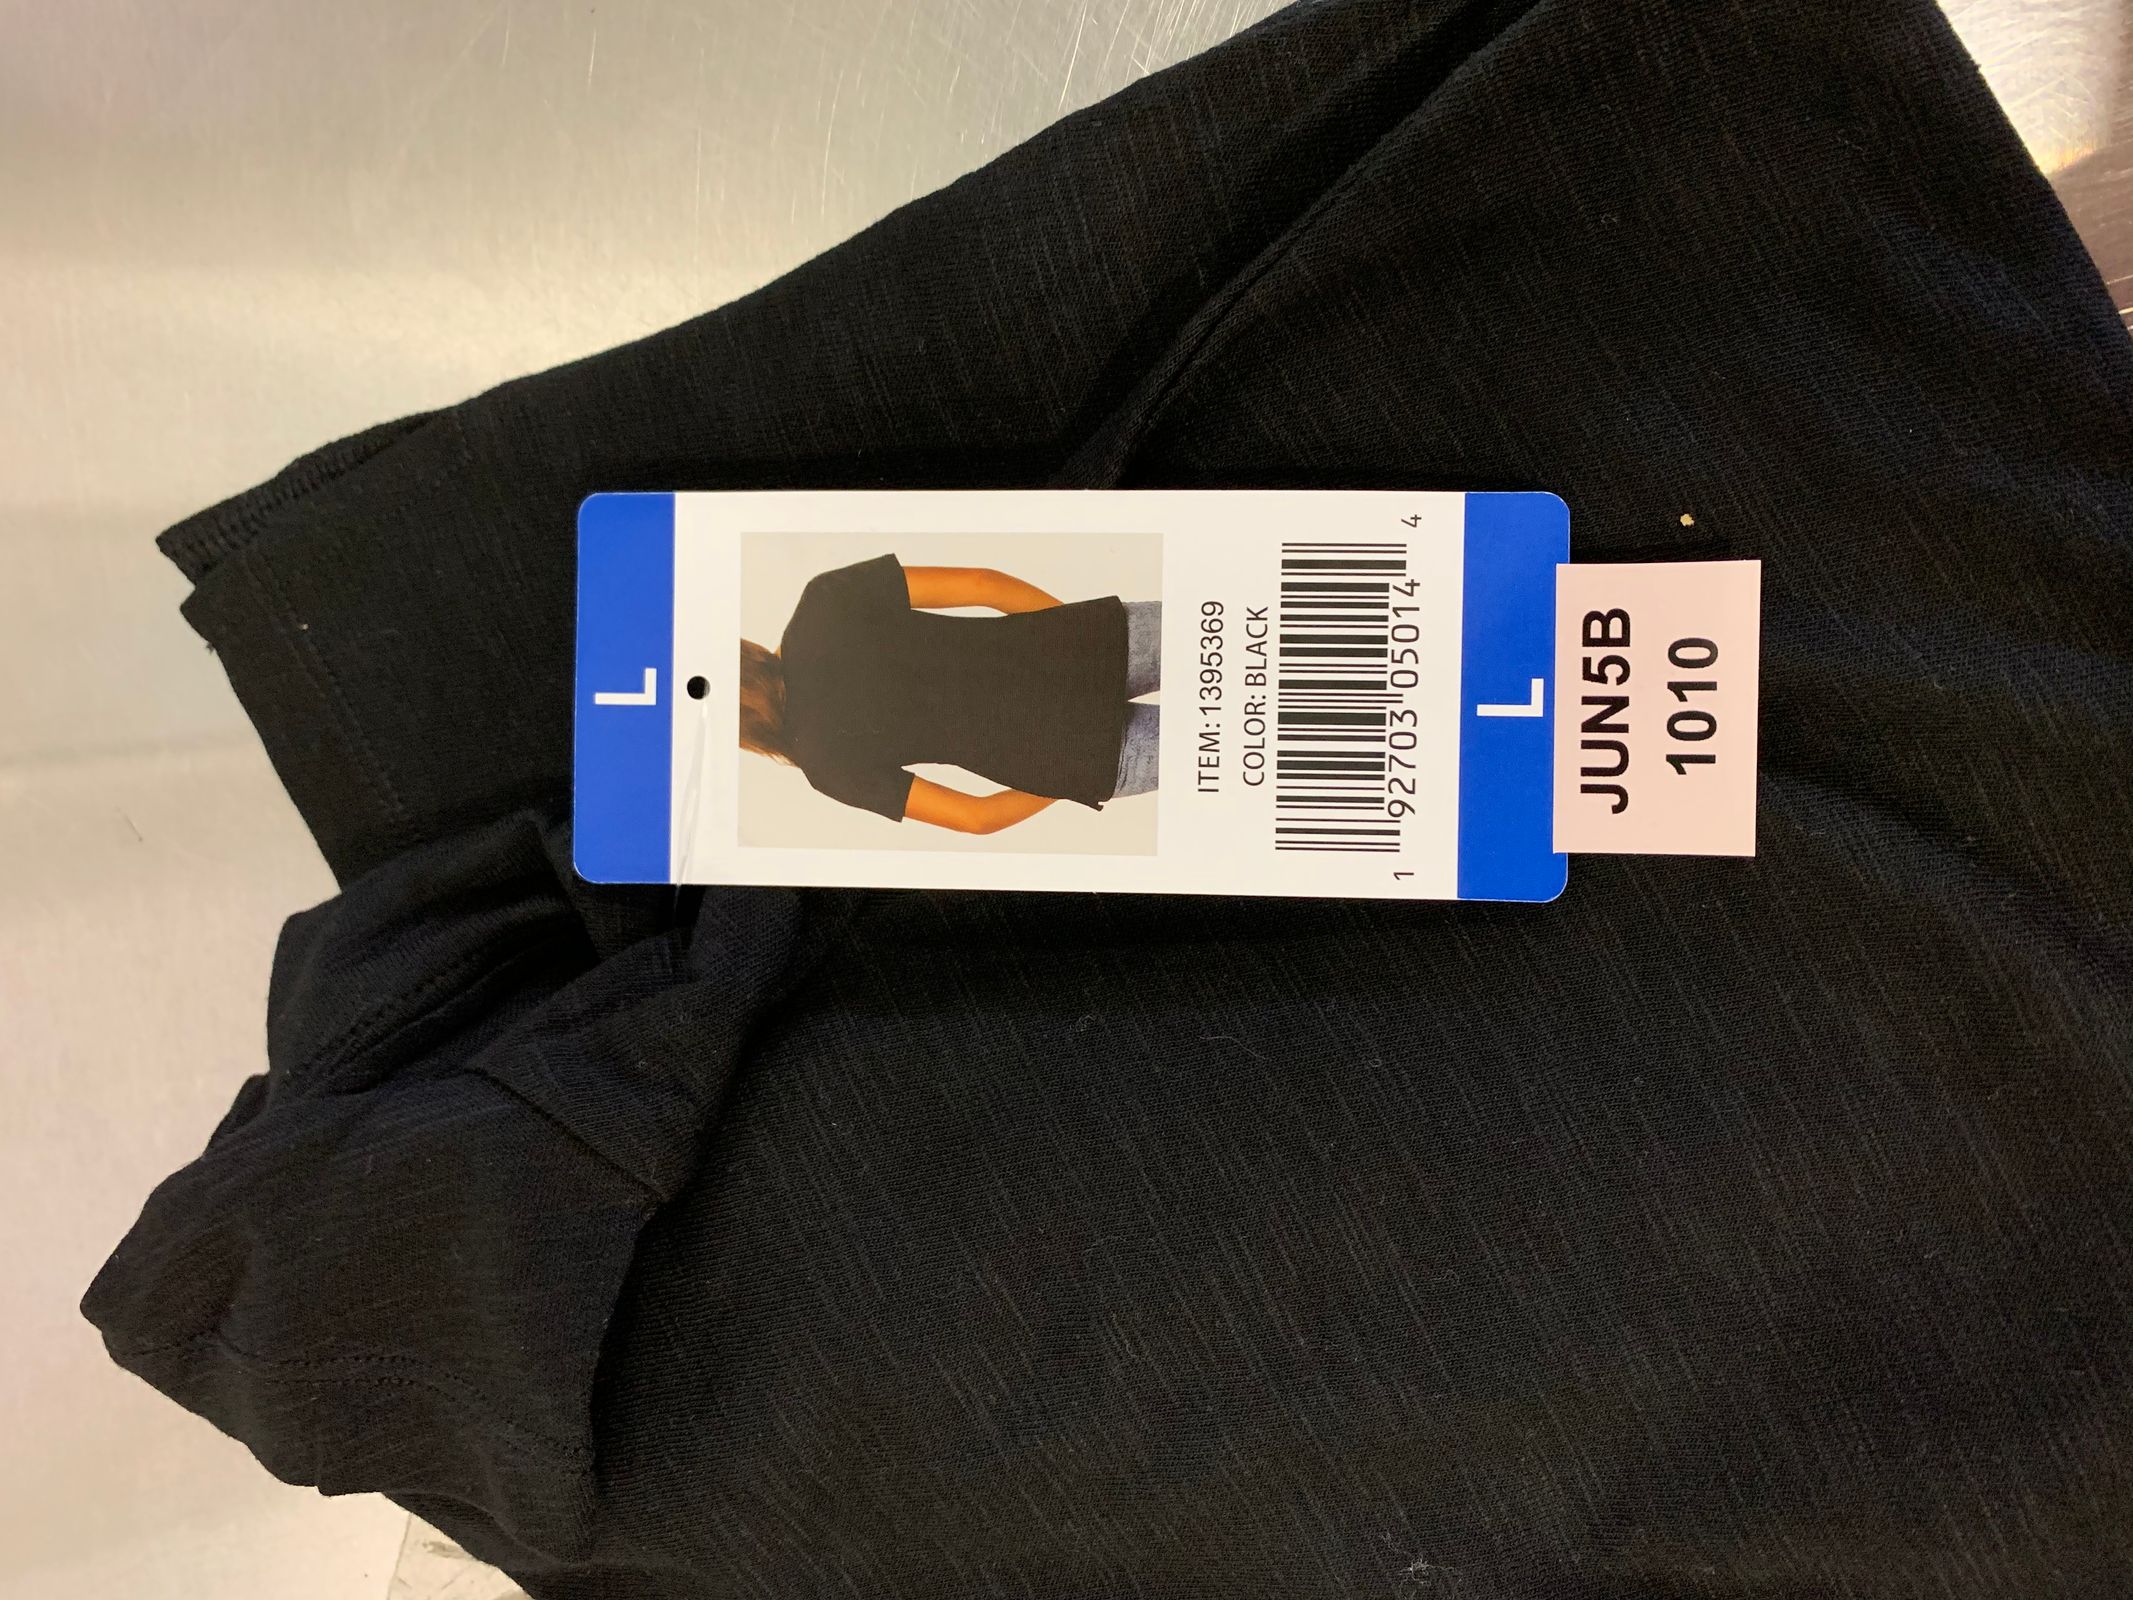 L
ITEM: 1395369
COLOR: BLACK
1 92703 05014 4
L
JUN5B
1010